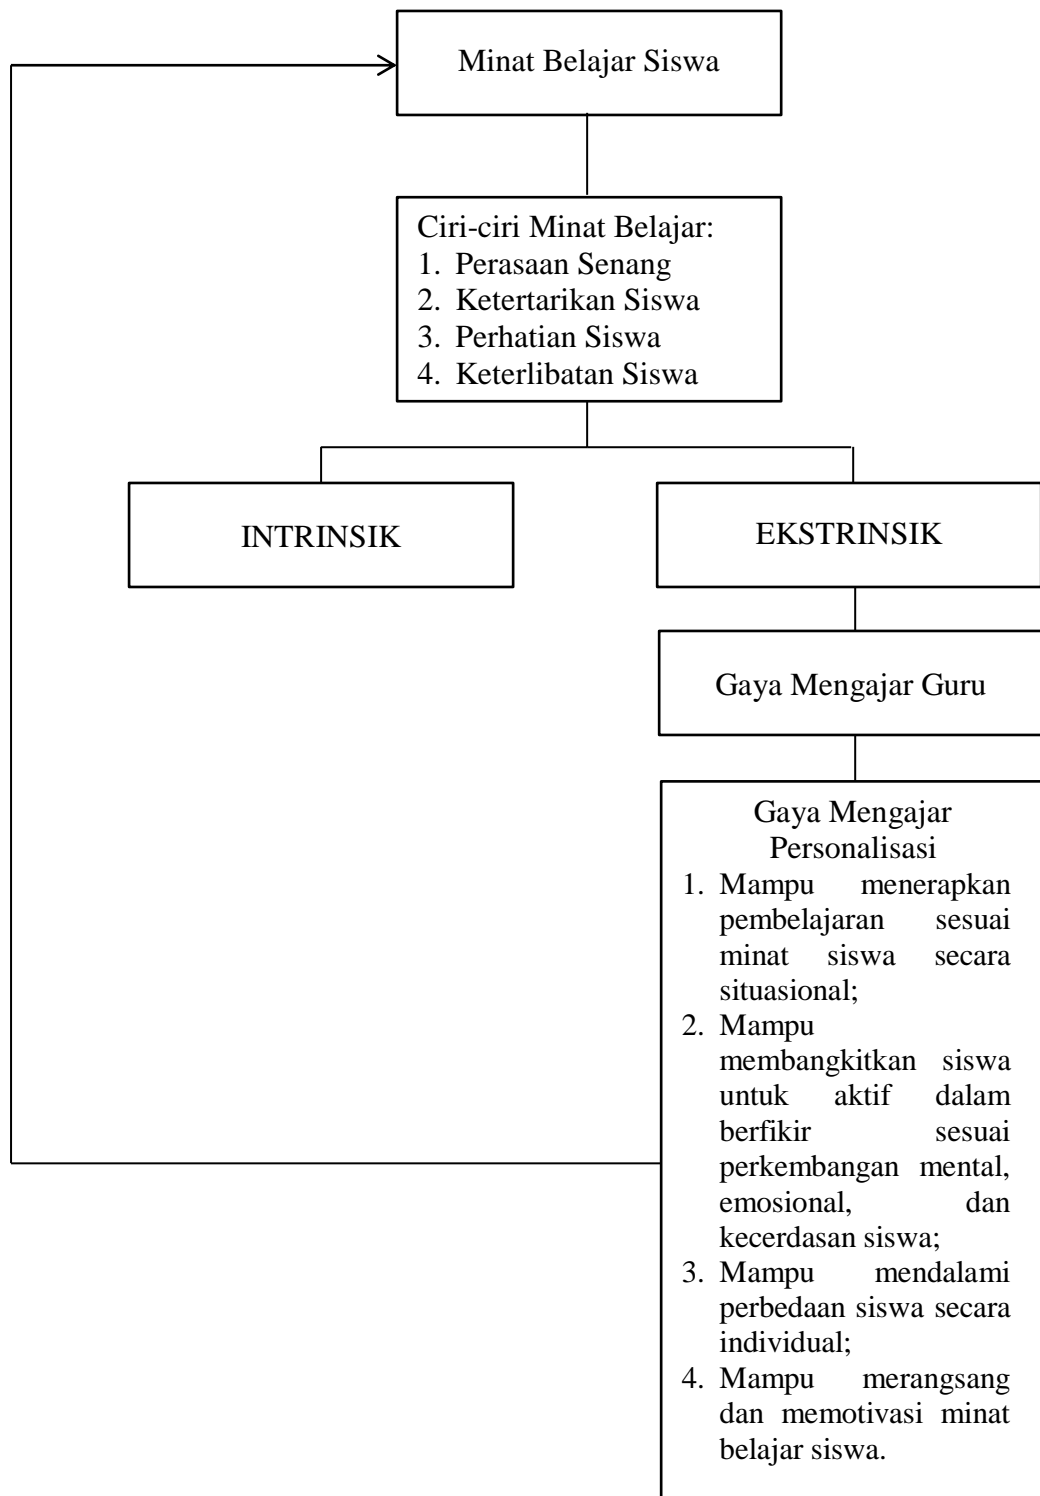 Minat Belajar Siswa
Ciri-ciri Minat Belajar:
1. Perasaan Senang
2. Ketertarikan Siswa
3. Perhatian Siswa
4. Keterlibatan Siswa
INTRINSIK
EKSTRINSIK
Gaya Mengajar Guru
Gaya Mengajar
Personalisasi
1. Mampu menerapkan
pembelajaran sesuai
minat siswa secara
situasional;
2. Mampu
membangkitkan siswa
untuk aktif dalam
berfikir sesuai
perkembangan mental,
emosional, dan
kecerdasan siswa;
3. Mampu mendalami
perbedaan siswa secara
individual;
4. Mampu merangsang
dan memotivasi minat
belajar siswa.